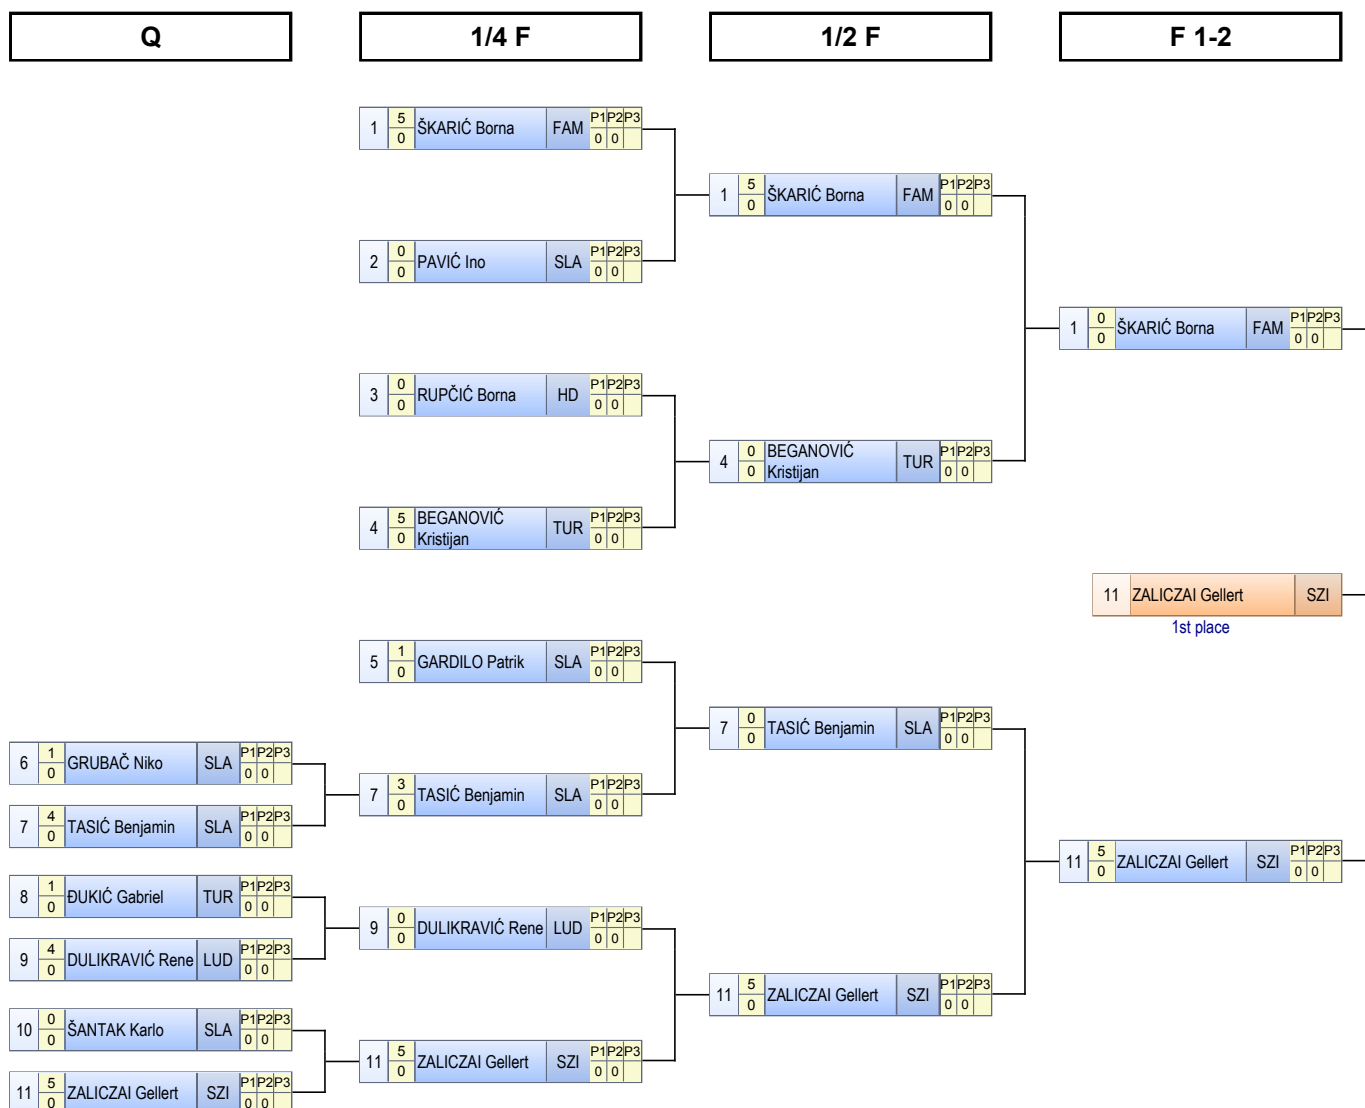 Q 1/4 F 1/2 F F 1-2
1 5 0 ŠKARIĆ Borna FAM P1 P2 P3 0 0
1 5 0 ŠKARIĆ Borna FAM P1 P2 P3 0 0
2 0 0 PAVIĆ Ino SLA P1 P2 P3 0 0
1 0 0 ŠKARIĆ Borna FAM P1 P2 P3 0 0
3 0 0 RUPČIĆ Borna HD P1 P2 P3 0 0
4 0 0 BEGANOVIĆ Kristijan TUR P1 P2 P3 0 0
4 5 0 BEGANOVIĆ Kristijan TUR P1 P2 P3 0 0
11 ZALICZAI Gellert SZI
1st place
5 1 0 GARDILO Patrik SLA P1 P2 P3 0 0
7 0 0 TASIĆ Benjamin SLA P1 P2 P3 0 0
6 1 0 GRUBAČ Niko SLA P1 P2 P3 0 0
7 3 0 TASIĆ Benjamin SLA P1 P2 P3 0 0
7 4 0 TASIĆ Benjamin SLA P1 P2 P3 0 0
11 5 0 ZALICZAI Gellert SZI P1 P2 P3 0 0
8 1 0 ĐUKIĆ Gabriel TUR P1 P2 P3 0 0
9 0 0 DULIKRAVIĆ Rene LUD P1 P2 P3 0 0
9 4 0 DULIKRAVIĆ Rene LUD P1 P2 P3 0 0
11 5 0 ZALICZAI Gellert SZI P1 P2 P3 0 0
10 0 0 ŠANTAK Karlo SLA P1 P2 P3 0 0
11 5 0 ZALICZAI Gellert SZI P1 P2 P3 0 0
11 5 0 ZALICZAI Gellert SZI P1 P2 P3 0 0